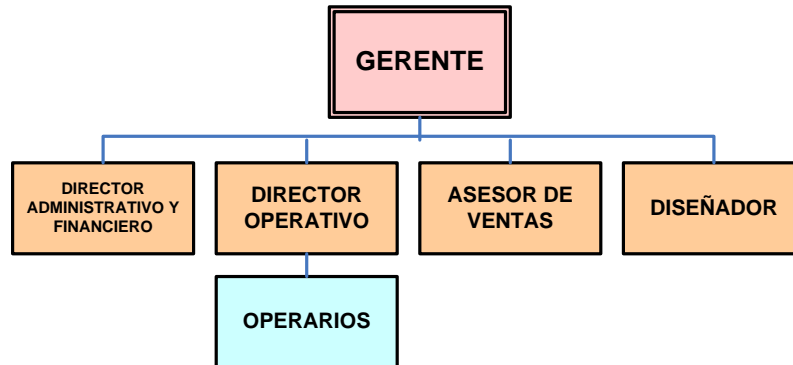 GERENTE
DIRECTOR
ADMINISTRATIVO Y
FINANCIERO
DIRECTOR
OPERATIVO
ASESOR DE
VENTAS
DISEÑADOR
OPERARIOS